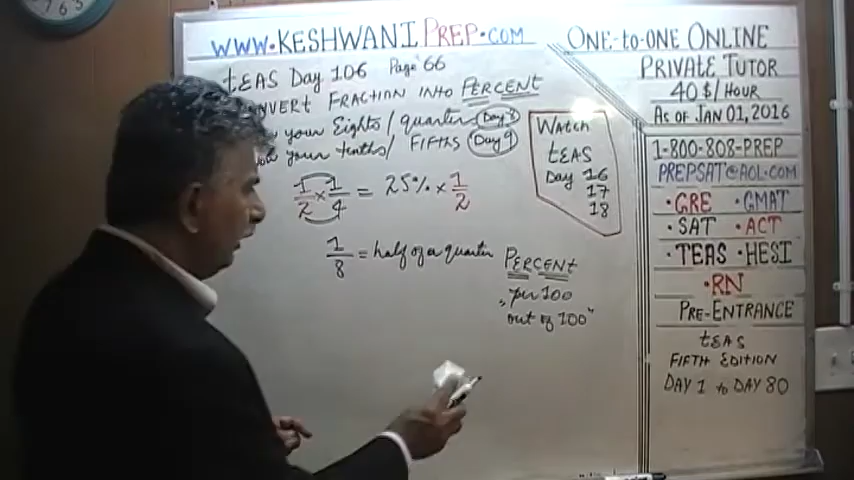 WWW.KESHWANIPREP.COM
tEAS Day 106 Page 66
FRACTION INTO PERCENT
your Eights/quarters Day 8
your tenths/ FIFTHS Day 9
1/2 × 1/4 = 25% × 1/2
1/8 = half of a quarter
PERCENT
"per 100
out of 100"
WATCH
tEAS
Day 16
17
18
ONE-to-ONE ONLINE
PRIVATE TUTOR
40 $/HOUR
AS OF JAN 01, 2016
1-800-808-PREP
PREPSAT@AOL.COM
•GRE •GMAT
•SAT •ACT
•TEAS •HESI
•RN
PRE-ENTRANCE
tEAS
FIFTH EDITION
DAY 1 to DAY 80